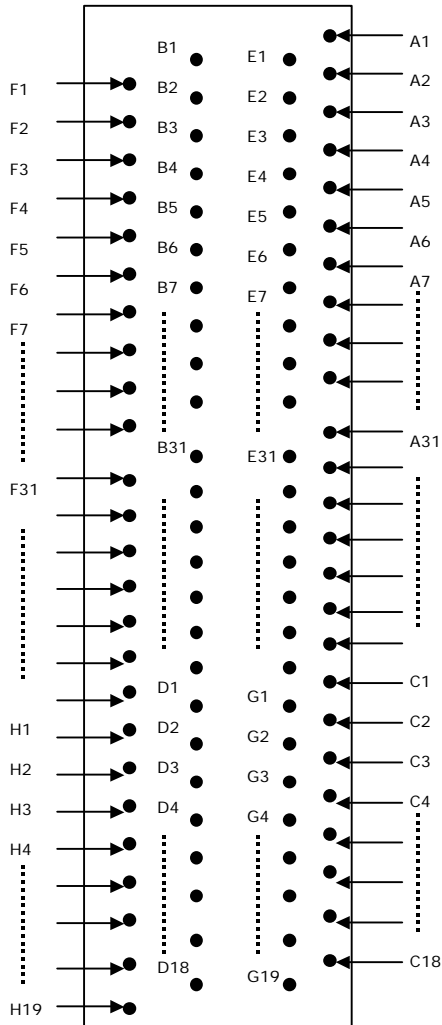 A1
B1 E1
F1 B2 E2 A2
F2 B3 E3 A3
F3 B4 E4 A4
F4 B5 E5 A5
F5 B6 E6 A6
F6 B7 E7 A7
F7
B31 E31 A31
F31
D1 G1 C1
H1 D2 G2 C2
H2 D3 G3 C3
H3 D4 G4 C4
H4
D18 G19 C18
H19